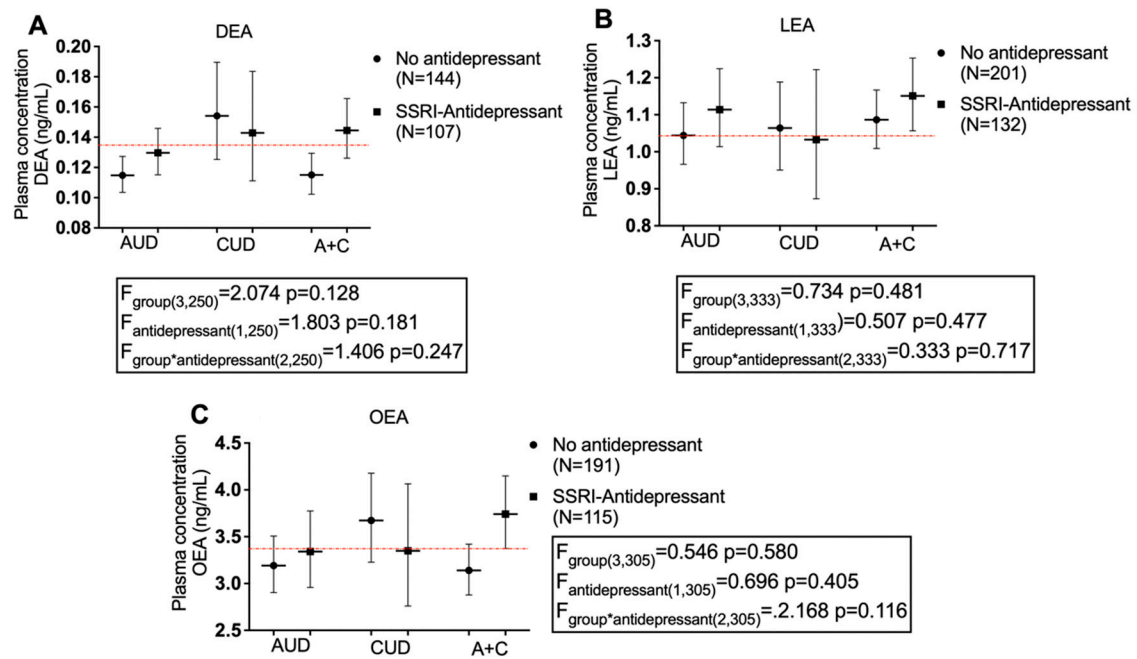 A
DEA
Plasma concentration
DEA (ng/mL)
0.20
0.18
0.16
0.14
0.12
0.10
0.08
AUD
CUD
A+C
No antidepressant
(N=144)
SSRI-Antidepressant
(N=107)
Fgroup(3,250)=2.074 p=0.128
Fantidepressant(1,250)=1.803 p=0.181
Fgroup*antidepressant(2,250)=1.406 p=0.247
B
LEA
Plasma concentration
LEA (ng/mL)
1.3
1.2
1.1
1.0
0.9
0.8
AUD
CUD
A+C
No antidepressant
(N=201)
SSRI-Antidepressant
(N=132)
Fgroup(3,333)=0.734 p=0.481
Fantidepressant(1,333)=0.507 p=0.477
Fgroup*antidepressant(2,333)=0.333 p=0.717
C
OEA
Plasma concentration
OEA (ng/mL)
4.5
4.0
3.5
3.0
2.5
AUD
CUD
A+C
No antidepressant
(N=191)
SSRI-Antidepressant
(N=115)
Fgroup(3,305)=0.546 p=0.580
Fantidepressant(1,305)=0.696 p=0.405
Fgroup*antidepressant(2,305)=.2.168 p=0.116